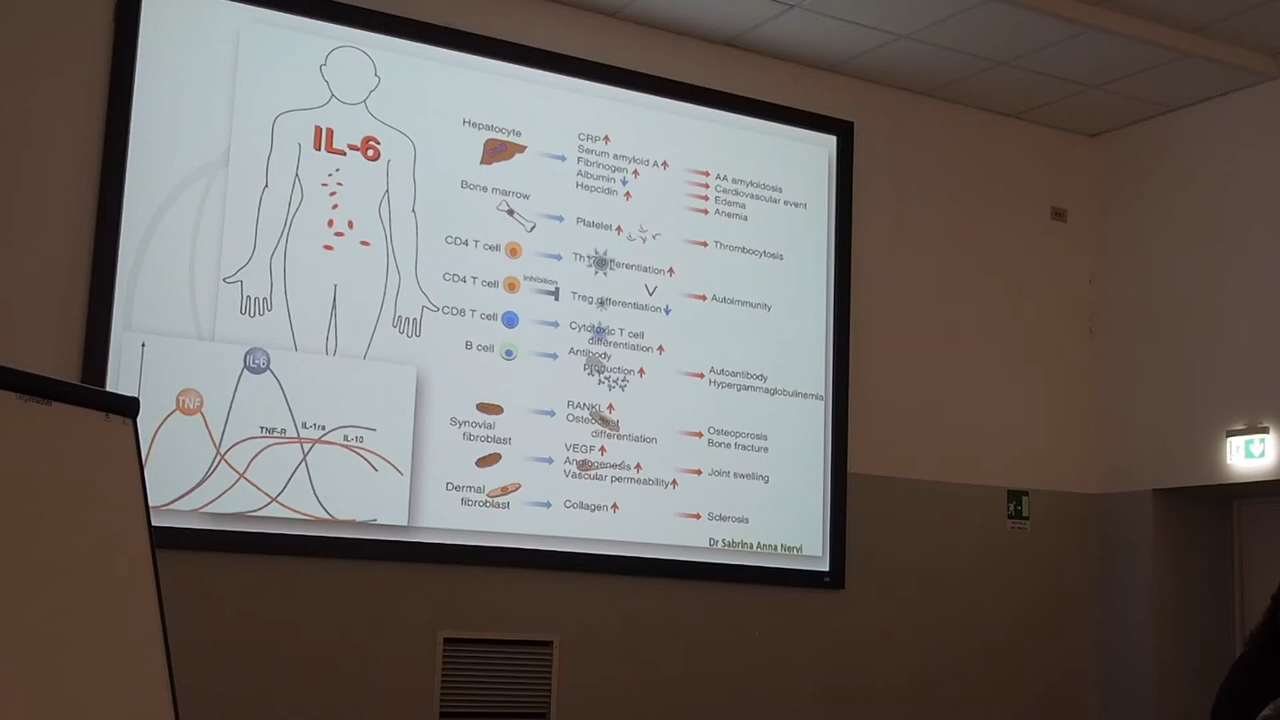 IL-6
Hepatocyte
CRP
Serum amyloid A
Fibrinogen
Albumin
Hepcidin
AA amyloidosis
Cardiovascular event
Edema
Anemia
Bone marrow
Platelet
Thrombocytosis
CD4 T cell
differentiation
CD4 T cell
Inhibition
Treg differentiation
Autoimmunity
CD8 T cell
Cytotoxic T cell
differentiation
B cell
Antibody
production
Autoantibody
Hypergammaglobulinemia
Synovial
fibroblast
RANKL
Osteoclast
differentiation
Osteoporosis
Bone fracture
VEGF
Angiogenesis
Vascular permeability
Joint swelling
Dermal
fibroblast
Collagen
Sclerosis
TNF
IL-6
TNF-R
IL-1ra
IL-10
Dr Sabrina Anna Nervi